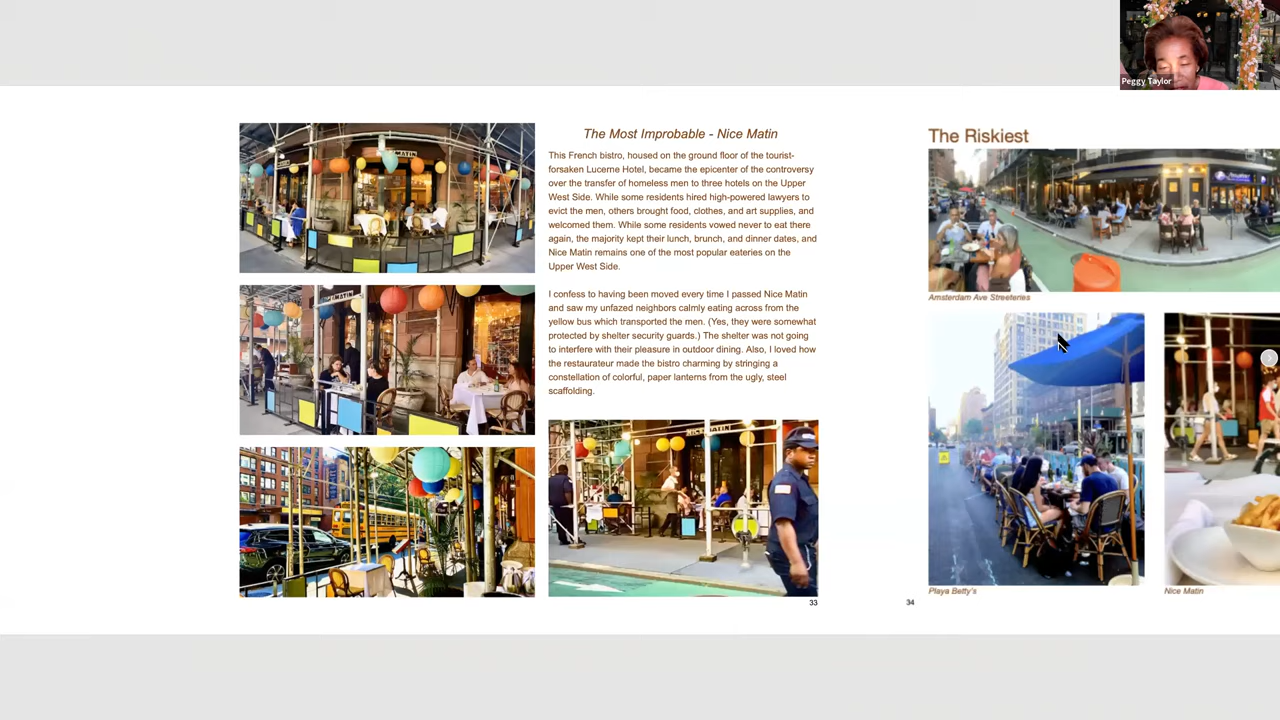 Peggy Taylor
The Most Improbable - Nice Matin
This French bistro, housed on the ground floor of the tourist-
forsaken Lucerne Hotel, became the epicenter of the controversy
over the transfer of homeless men to three hotels on the Upper
West Side. While some residents hired high-powered lawyers to
evict the men, others brought food, clothes, and art supplies, and
welcomed them. While some residents vowed never to eat there
again, the majority kept their lunch, brunch, and dinner dates, and
Nice Matin remains one of the most popular eateries on the
Upper West Side.
I confess to having been moved every time I passed Nice Matin
and saw my unfazed neighbors calmly eating across from the
yellow bus which transported the men. (Yes, they were somewhat
protected by shelter security guards.) The shelter was not going
to interfere with their pleasure in outdoor dining. Also, I loved how
the restaurateur made the bistro charming by stringing a
constellation of colorful, paper lanterns from the ugly, steel
scaffolding.
33
The Riskiest
Amsterdam Ave Streeteries
Playa Betty's
Nice Matin
34